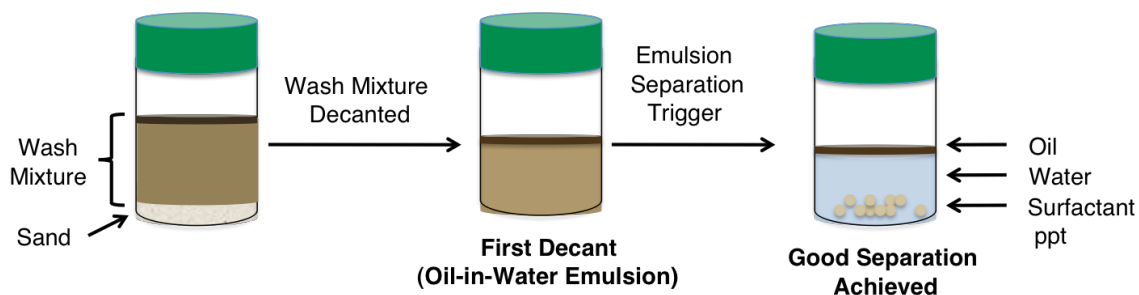 Wash
Mixture
Sand
Wash Mixture
Decanted
First Decant
(Oil-in-Water Emulsion)
Emulsion
Separation
Trigger
Oil
Water
Surfactant
ppt
Good Separation
Achieved